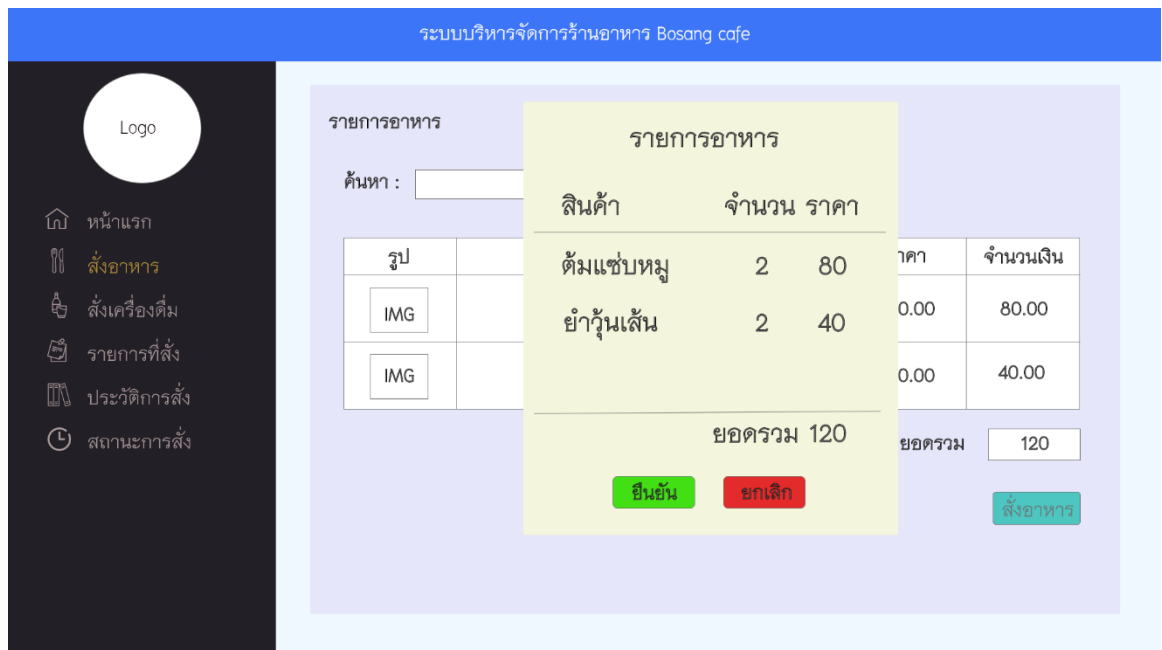 ระบบบริหารจัดการร้านอาหาร Bosang cafe
Logo
หน้าแรก
สั่งอาหาร
สั่งเครื่องดื่ม
รายการที่สั่ง
ประวัติการสั่ง
สถานะการสั่ง
รายการอาหาร
ค้นหา :
รูป จำนวนเงิน
IMG 0.00 80.00
IMG 0.00 40.00
ยอดรวม 120
สั่งอาหาร
รายการอาหาร
สินค้า จำนวน ราคา
ต้มแซ่บหมู 2 80
ยำวุ้นเส้น 2 40
ยอดรวม 120
ยืนยัน ยกเลิก